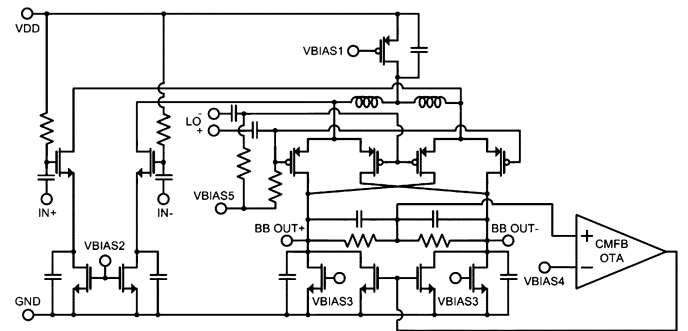 VDD
VBIAS1
LO
-
+
VBIAS5
IN+
IN-
VBIAS2
BB OUT+
BB OUT-
+
CMFB
OTA
-
VBIAS3
VBIAS3
VBIAS4
GND